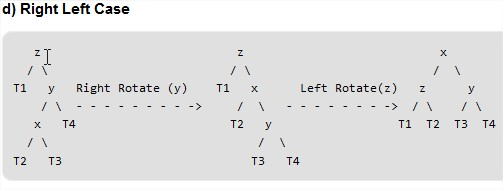 d) Right Left Case
z z x
/ \ / \ / \
T1 y Right Rotate (y) T1 x Left Rotate(z) z y
/ \ - - - - - - - - -> / \ - - - - - - - -> / \ / \
x T4 T2 y T1 T2 T3 T4
/ \ / \
T2 T3 T3 T4